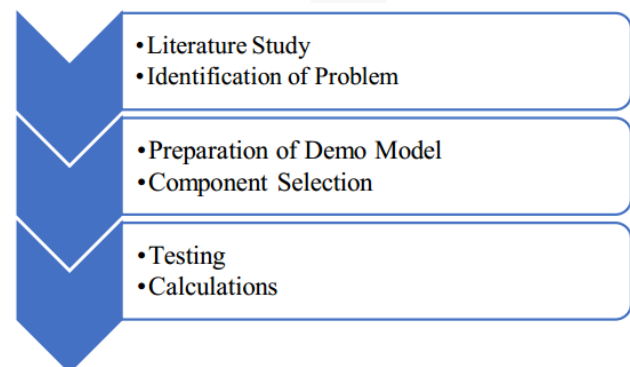 •Literature Study
•Identification of Problem
•Preparation of Demo Model
•Component Selection
•Testing
•Calculations